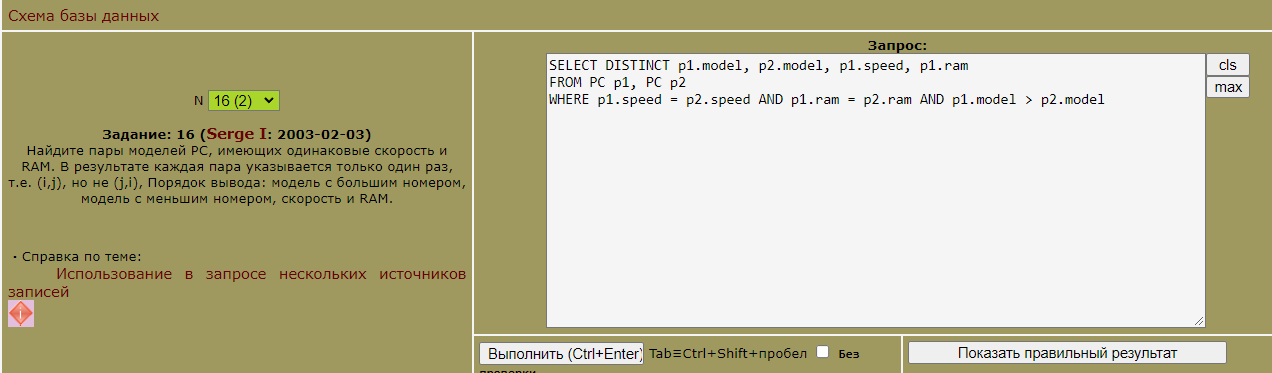 Схема базы данных
N 16 (2)
Задание: 16 (Serge I: 2003-02-03)
Найдите пары моделей PC, имеющих одинаковые скорость и
RAM. В результате каждая пара указывается только один раз,
т.е. (i,j), но не (j,i), Порядок вывода: модель с большим номером,
модель с меньшим номером, скорость и RAM.
· Справка по теме:
Использование в запросе нескольких источников
записей
Запрос:
SELECT DISTINCT p1.model, p2.model, p1.speed, p1.ram
FROM PC p1, PC p2
WHERE p1.speed = p2.speed AND p1.ram = p2.ram AND p1.model > p2.model
cls
max
Выполнить (Ctrl+Enter) Tab≡Ctrl+Shift+пробел Без
проверки
Показать правильный результат